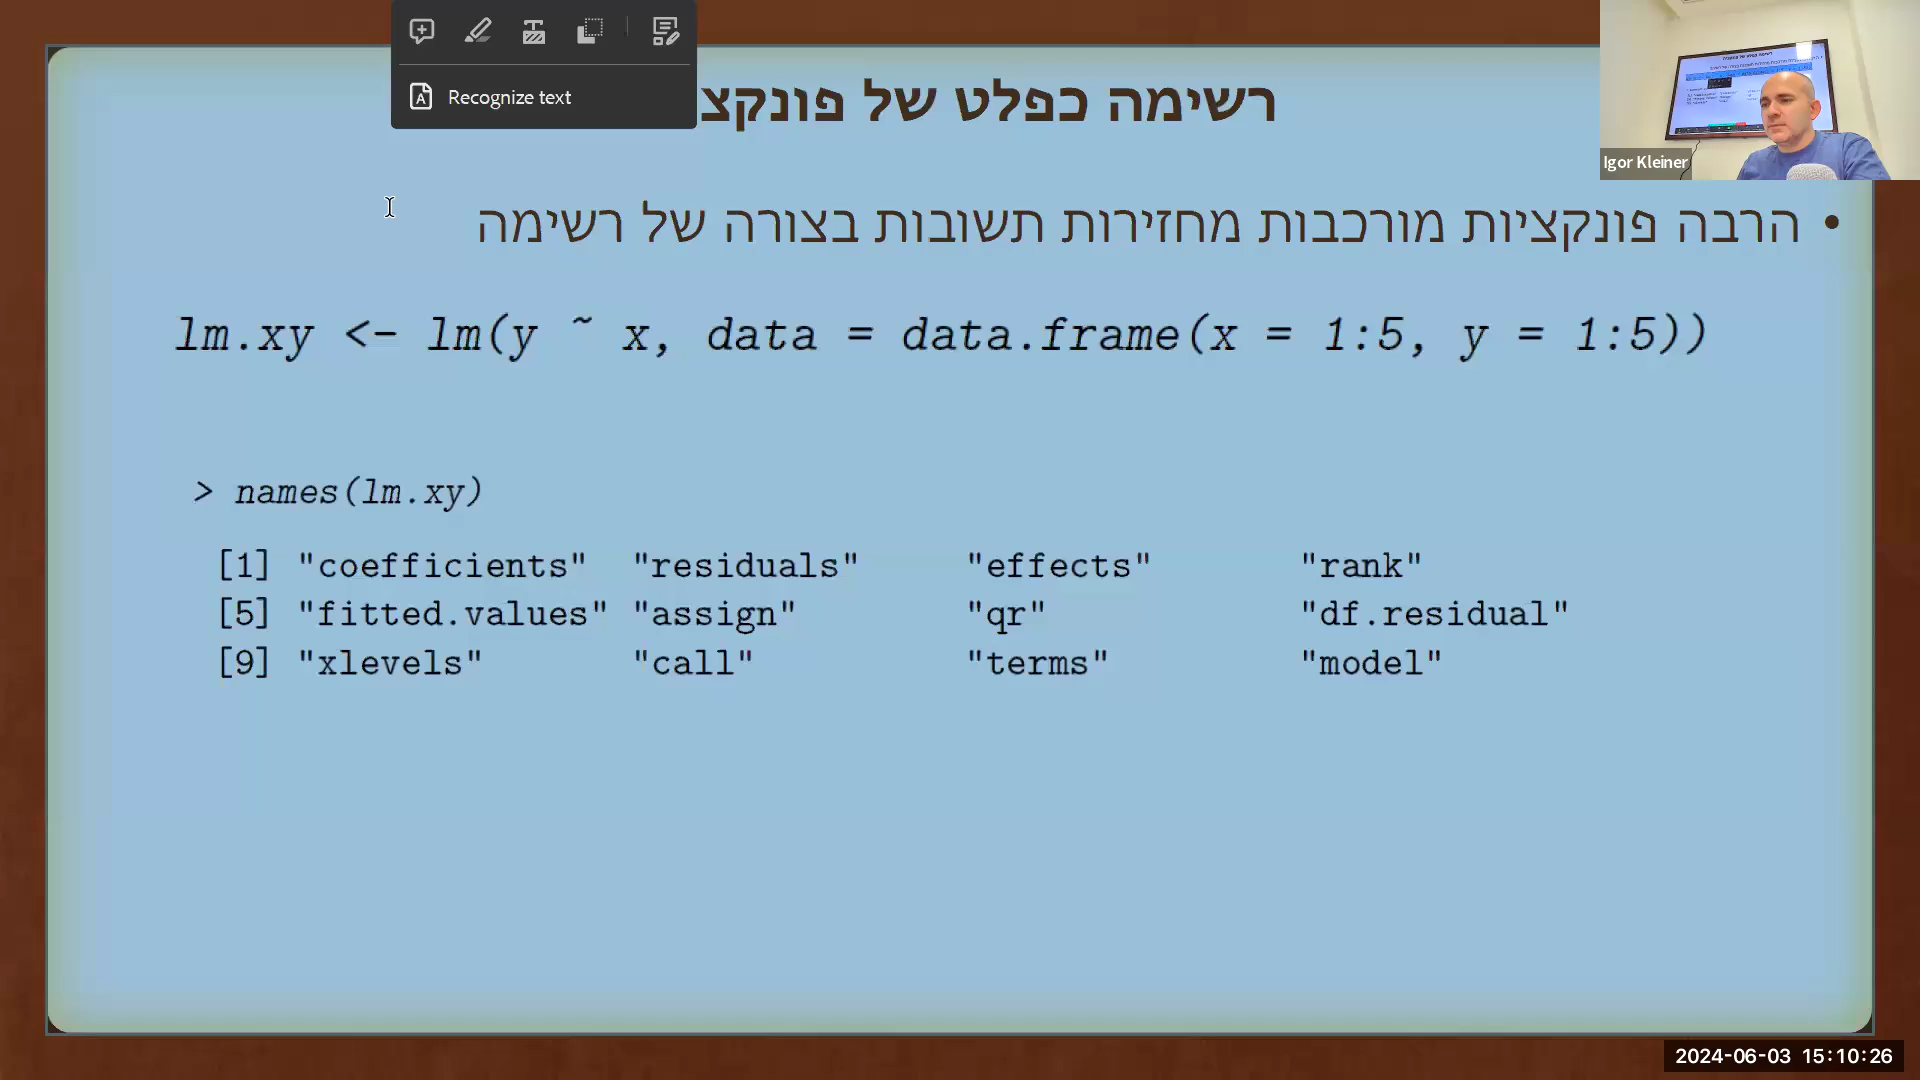 Recognize text
רשימה כפלט של
הרבה פונקציות מורכבות מחזירות תשובות בצורה של רשימה •
lm.xy <- lm(y ~ x, data = data.frame(x = 1:5, y = 1:5))
> names(lm.xy)
[1] "coefficients" "residuals" "effects" "rank"
[5] "fitted.values" "assign" "qr" "df.residual"
[9] "xlevels" "call" "terms" "model"
Igor Kleiner
2024-06-03 15:10:26